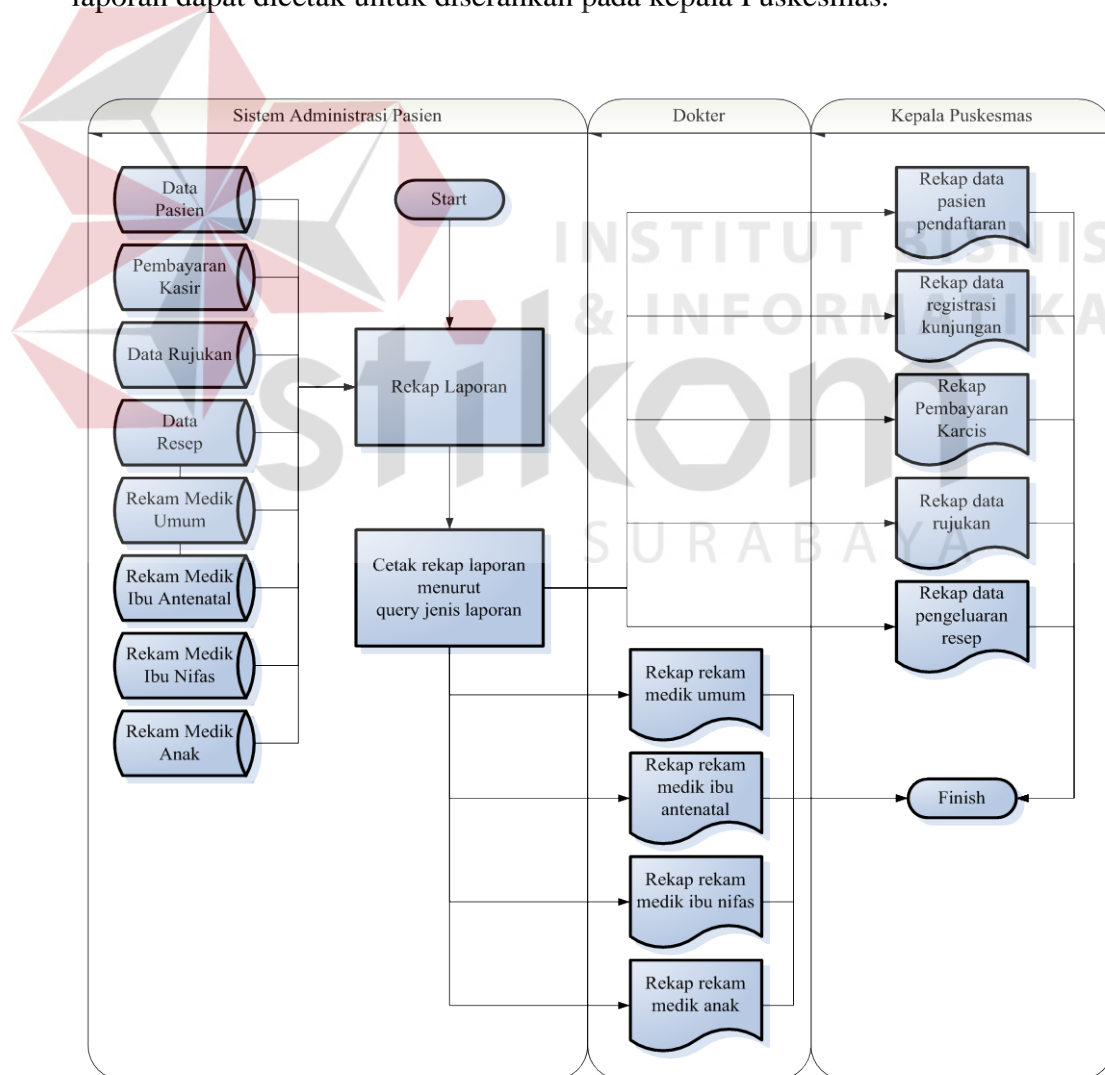 laporan dapat dicetak untuk diserahkan pada kepala Puskesmas.
Sistem Administrasi Pasien
Dokter
Kepala Puskesmas
Data
Pasien
Pembayaran
Kasir
Data Rujukan
Data
Resep
Rekam Medik
Umum
Rekam Medik
Ibu Antenatal
Rekam Medik
Ibu Nifas
Rekam Medik
Anak
Start
Rekap Laporan
Cetak rekap laporan
menurut
query jenis laporan
Rekap rekam
medik umum
Rekap rekam
medik ibu
antenatal
Rekap rekam
medik ibu nifas
Rekap rekam
medik anak
Rekap data
pasien
pendaftaran
Rekap data
registrasi
kunjungan
Rekap
Pembayaran
Karcis
Rekap data
rujukan
Rekap data
pengeluaran
resep
Finish
INSTITUT BISNIS
& INFORMATIKA
stikom
SURABAYA